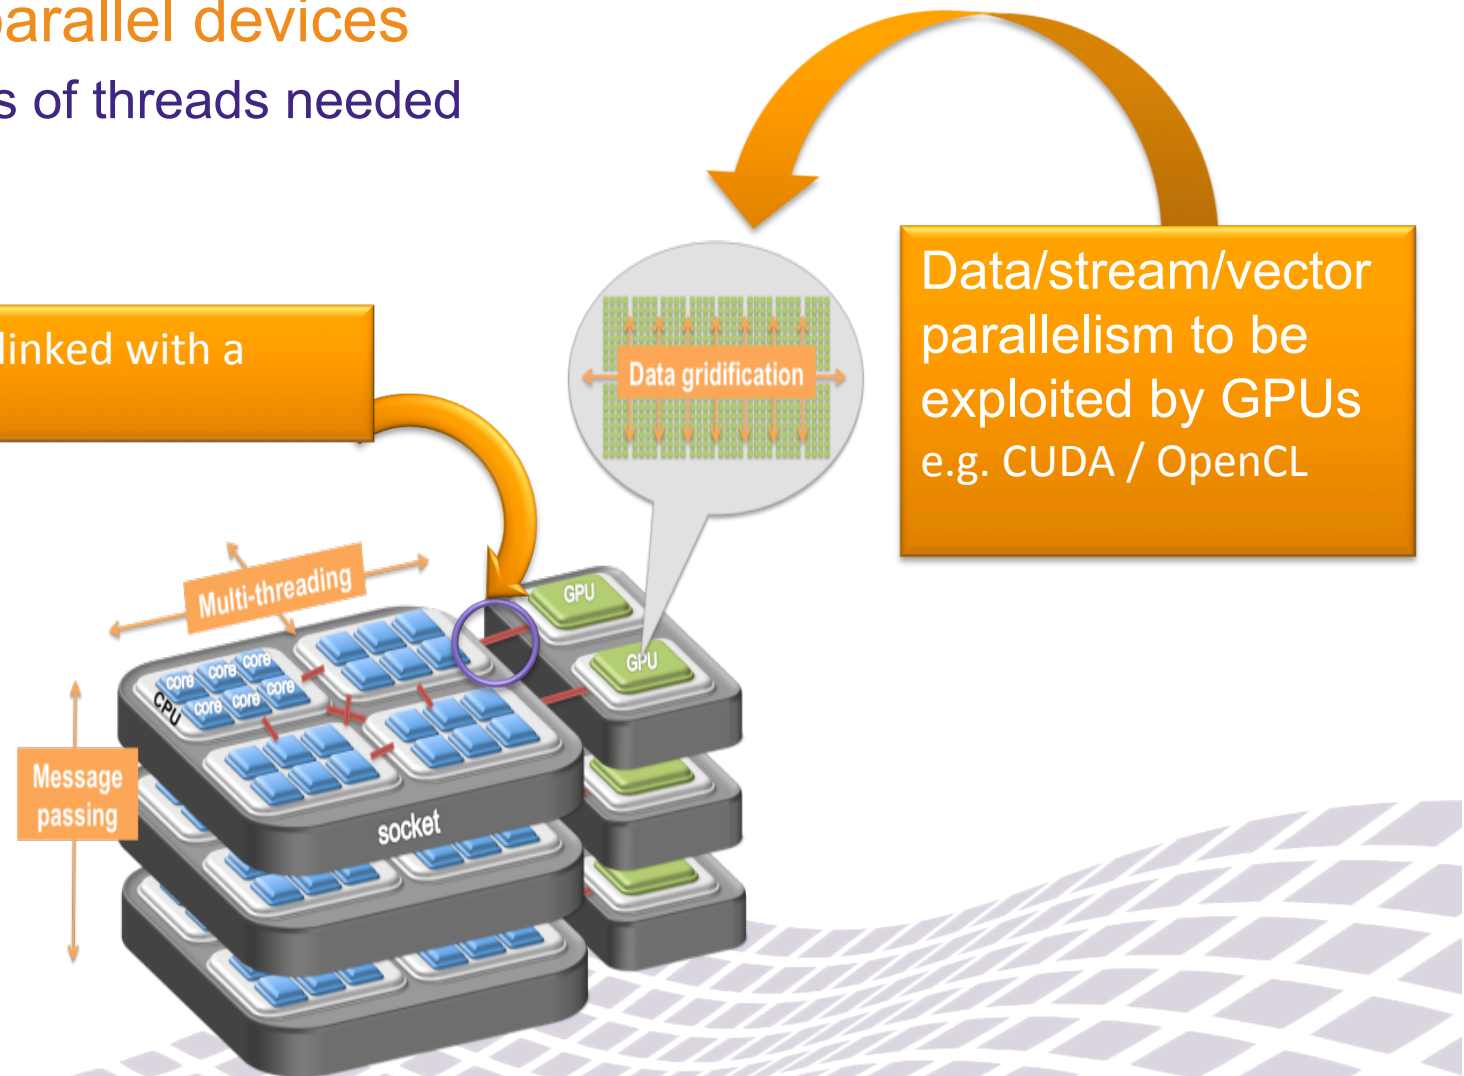 parallel devices
s of threads needed
linked with a
Data/stream/vector
parallelism to be
exploited by GPUs
e.g. CUDA / OpenCL
Data gridification
Multi-threading
GPU
GPU
core core core
core core core
CPU
Message
passing
socket